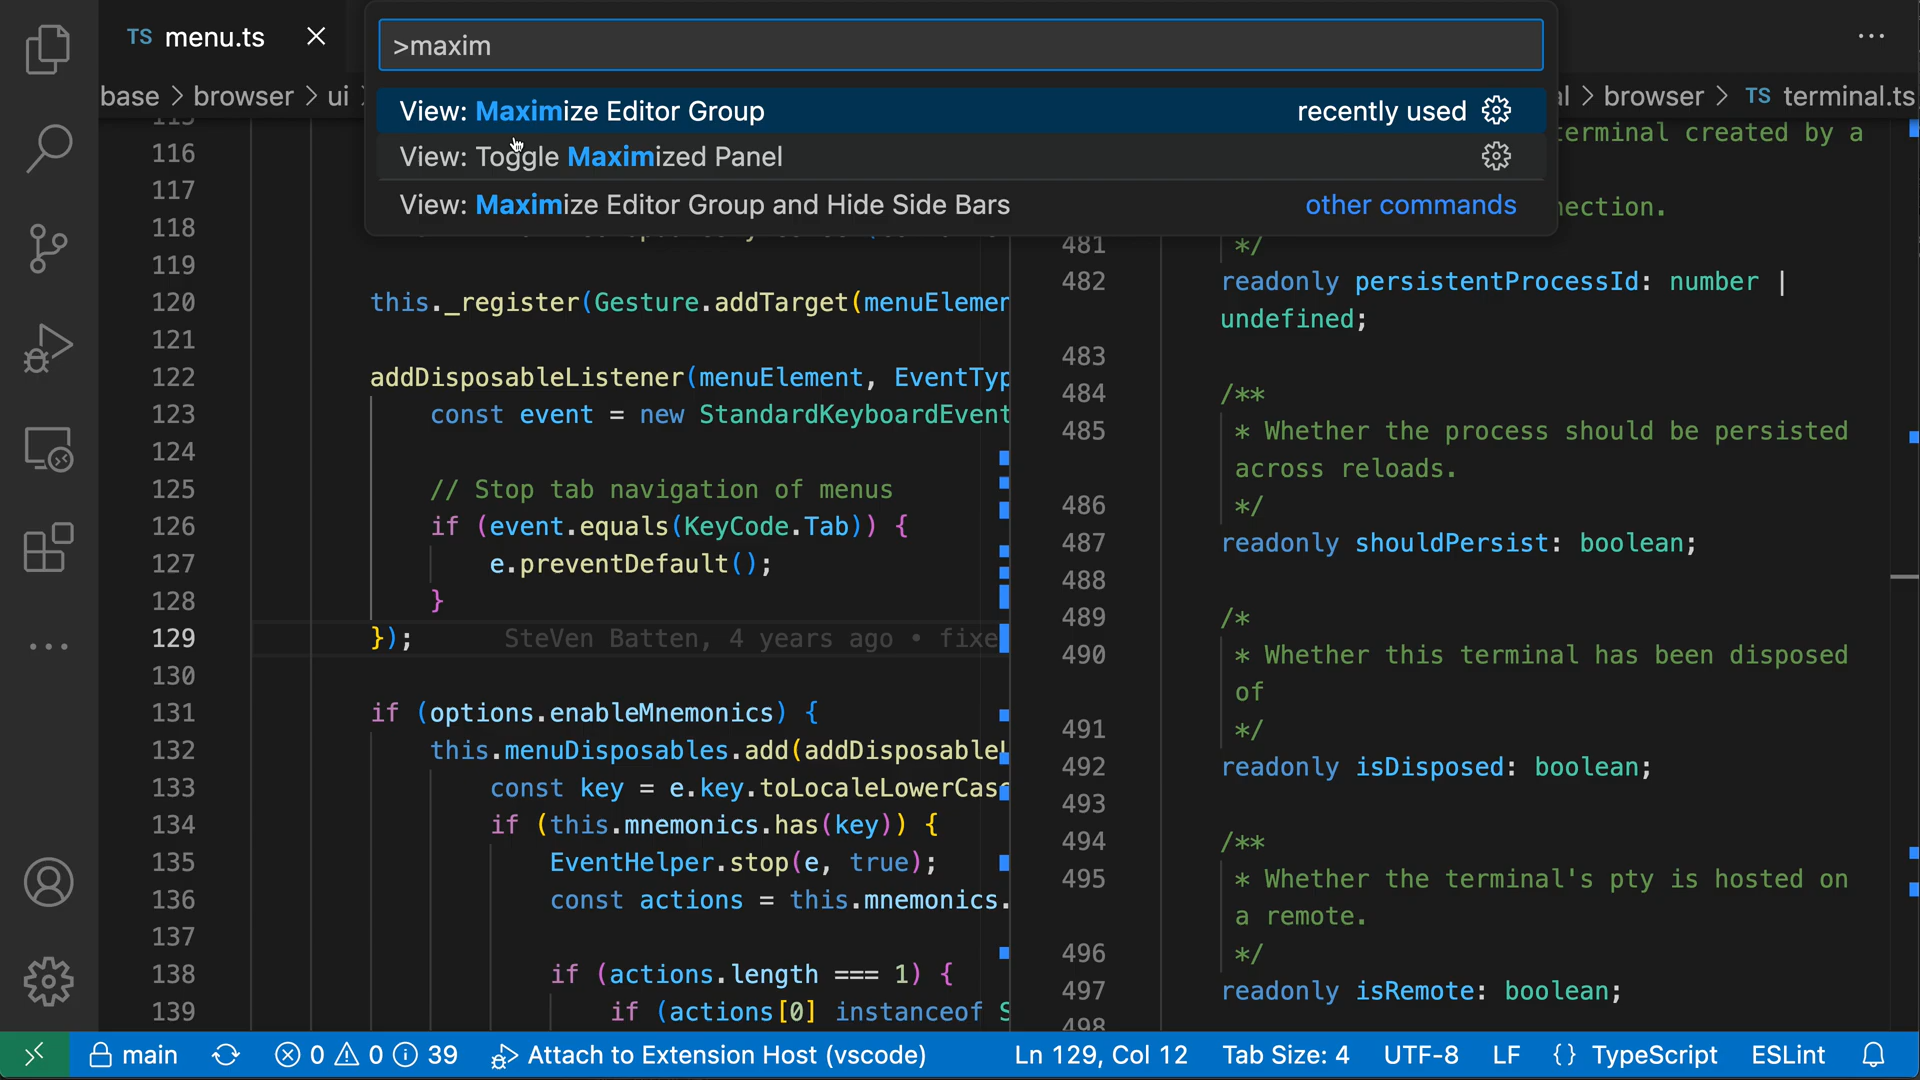 TS menu.ts
>maxim
View: Maximize Editor Group recently used
View: Toggle Maximized Panel
View: Maximize Editor Group and Hide Side Bars other commands
base > browser > ui
116
117
118
119
120 this._register(Gesture.addTarget(menuElemen
121
122 addDisposableListener(menuElement, EventTyp
123 const event = new StandardKeyboardEvent
124
125 // Stop tab navigation of menus
126 if (event.equals(KeyCode.Tab)) {
127 e.preventDefault();
128 }
129 }); SteVen Batten, 4 years ago • fixe
130
131 if (options.enableMnemonics) {
132 this.menuDisposables.add(addDisposableL
133 const key = e.key.toLocaleLowerCas
134 if (this.mnemonics.has(key)) {
135 EventHelper.stop(e, true);
136 const actions = this.mnemonics.
137
138 if (actions.length === 1) {
139 if (actions[0] instanceof S
al > browser > TS terminal.ts
erminal created by a
nection.
481 */
482 readonly persistentProcessId: number |
undefined;
483
484 /**
485 * Whether the process should be persisted
across reloads.
486 */
487 readonly shouldPersist: boolean;
488
489 /*
490 * Whether this terminal has been disposed
of
491 */
492 readonly isDisposed: boolean;
493
494 /**
495 * Whether the terminal's pty is hosted on
a remote.
496 */
497 readonly isRemote: boolean;
498
main 0 0 39 Attach to Extension Host (vscode) Ln 129, Col 12 Tab Size: 4 UTF-8 LF {} TypeScript ESLint